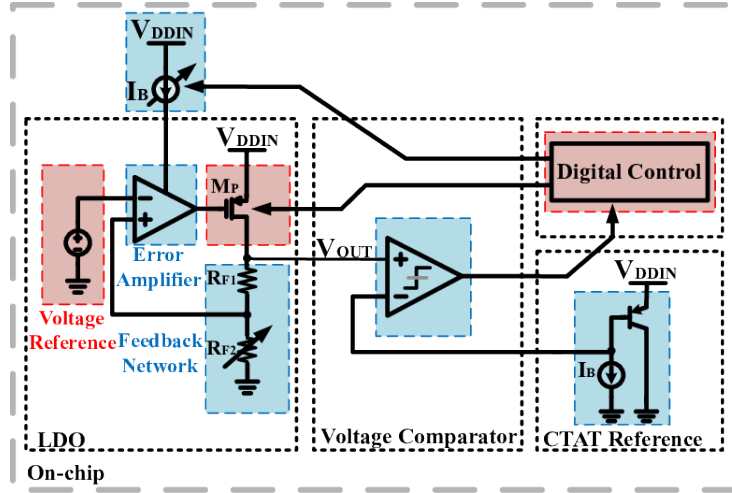 VDDIN
IB
VDDIN
MP
Digital Control
Error
Amplifier
VOUT
RF1
VDDIN
Voltage
Reference
Feedback
Network
RF2
IB
LDO
Voltage Comparator
CTAT Reference
On-chip